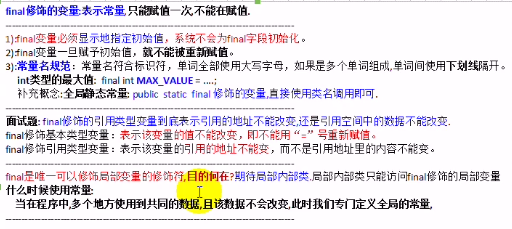 final修饰的变量:表示常量,只能赋值一次,不能在赋值.
1):final变量必须显示地指定初始值，系统不会为final字段初始化。
2):final变量一旦赋予初始值，就不能被重新赋值。
3):常量名规范：常量名符合标识符，单词全部使用大写字母，如果是多个单词组成,单词间使用下划线隔开。
int类型的最大值: final int MAX_VALUE = ....;
补充概念:全局静态常量: public static final 修饰的变量,直接使用类名调用即可.
面试题: final修饰的引用类型变量到底表示引用的地址不能改变,还是引用空间中的数据不能改变.
final修饰基本类型变量：表示该变量的值不能改变，即不能用“=”号重新赋值。
final修饰引用类型变量：表示该变量的引用的地址不能变，而不是引用地址里的内容不能变。
final是唯一可以修饰局部变量的修饰符,目的何在?期待局部内部类.局部内部类只能访问final修饰的局部变量
什么时候使用常量:
当在程序中,多个地方使用到共同的数据,且该数据不会改变,此时我们专门定义全局的常量,